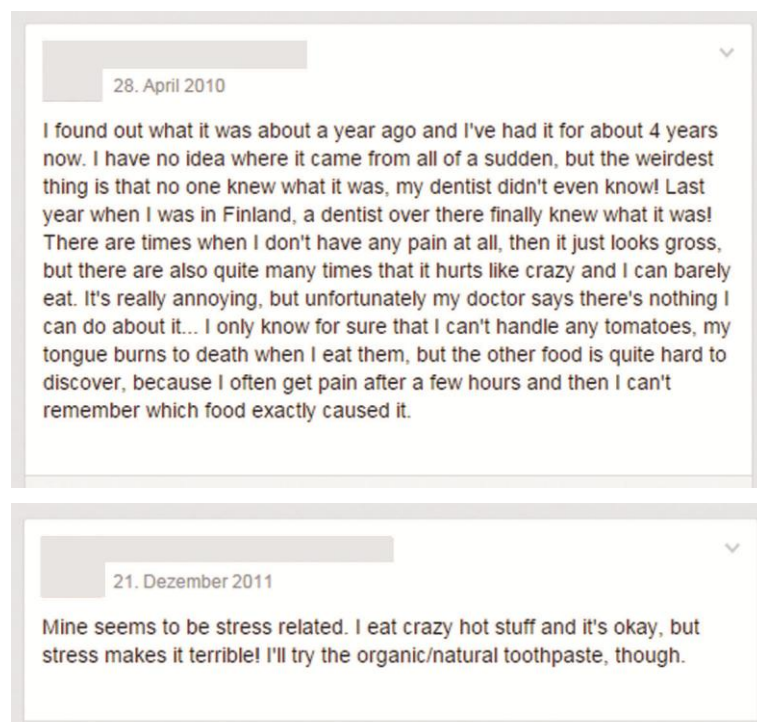 28. April 2010
I found out what it was about a year ago and I've had it for about 4 years
now. I have no idea where it came from all of a sudden, but the weirdest
thing is that no one knew what it was, my dentist didn't even know! Last
year when I was in Finland, a dentist over there finally knew what it was!
There are times when I don't have any pain at all, then it just looks gross,
but there are also quite many times that it hurts like crazy and I can barely
eat. It's really annoying, but unfortunately my doctor says there's nothing I
can do about it... I only know for sure that I can't handle any tomatoes, my
tongue burns to death when I eat them, but the other food is quite hard to
discover, because I often get pain after a few hours and then I can't
remember which food exactly caused it.
21. Dezember 2011
Mine seems to be stress related. I eat crazy hot stuff and it's okay, but
stress makes it terrible! I'll try the organic/natural toothpaste, though.